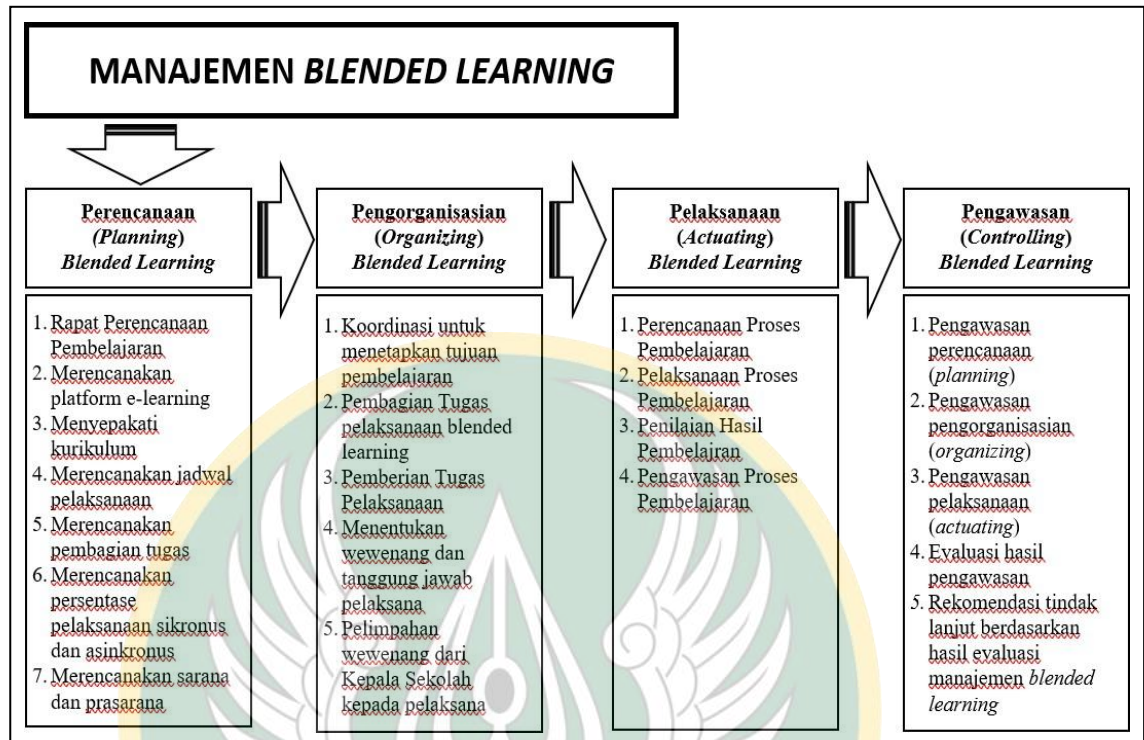 MANAJEMEN BLENDED LEARNING
Perencanaan
(Planning)
Blended Learning
1. Rapat Perencanaan
Pembelajaran
2. Merencanakan
platform e-learning
3. Menyepakati
kurikulum
4. Merencanakan jadwal
pelaksanaan
5. Merencanakan
pembagian tugas
6. Merencanakan
persentase
pelaksanaan sikronus
dan asinkronus
7. Merencanakan sarana
dan prasarana
Pengorganisasian
(Organizing)
Blended Learning
1. Koordinasi untuk
menetapkan tujuan
pembelajaran
2. Pembagian Tugas
pelaksanaan blended
learning
3. Pemberian Tugas
Pelaksanaan
4. Menentukan
wewenang dan
tanggung jawab
pelaksana
5. Pelimpahan
wewenang dari
Kepala Sekolah
kepada pelaksana
Pelaksanaan
(Actuating)
Blended Learning
1. Perencanaan Proses
Pembelajaran
2. Pelaksanaan Proses
Pembelajaran
3. Penilaian Hasil
Pembelajran
4. Pengawasan Proses
Pembelajaran
Pengawasan
(Controlling)
Blended Learning
1. Pengawasan
perencanaan
(planning)
2. Pengawasan
pengorganisasian
(organizing)
3. Pengawasan
pelaksanaan
(actuating)
4. Evaluasi hasil
pengawasan
5. Rekomendasi tindak
lanjut berdasarkan
hasil evaluasi
manajemen blended
learning